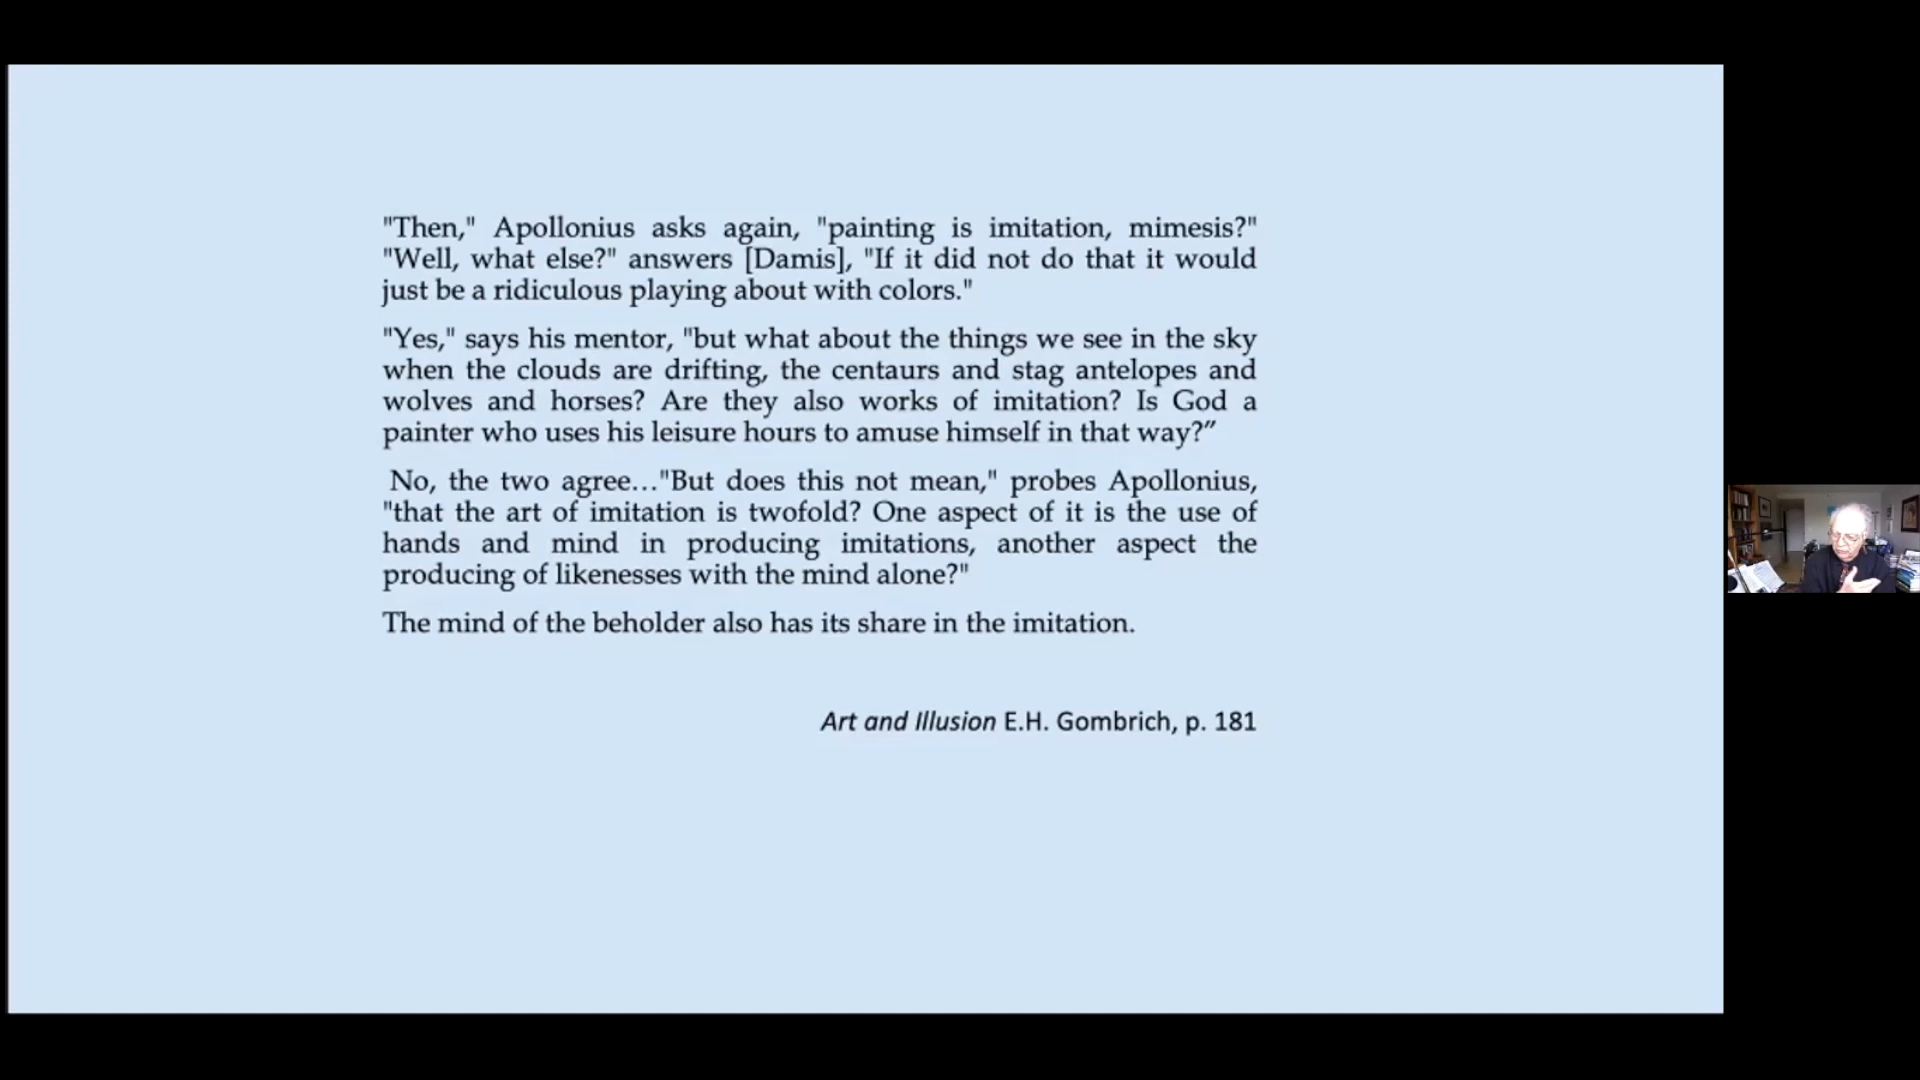 "Then," Apollonius asks again, "painting is imitation, mimesis?"
"Well, what else?" answers [Damis], "If it did not do that it would
just be a ridiculous playing about with colors."
"Yes," says his mentor, "but what about the things we see in the sky
when the clouds are drifting, the centaurs and stag antelopes and
wolves and horses? Are they also works of imitation? Is God a
painter who uses his leisure hours to amuse himself in that way?”
No, the two agree…"But does this not mean," probes Apollonius,
"that the art of imitation is twofold? One aspect of it is the use of
hands and mind in producing imitations, another aspect the
producing of likenesses with the mind alone?"
The mind of the beholder also has its share in the imitation.
Art and Illusion E.H. Gombrich, p. 181